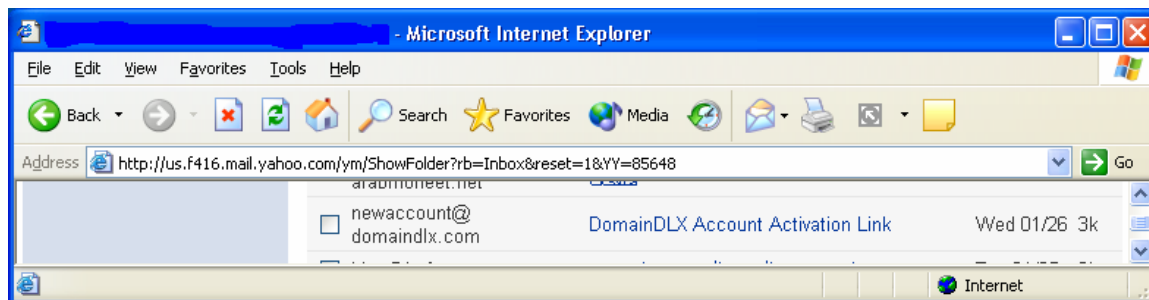 - Microsoft Internet Explorer
File Edit View Favorites Tools Help
Back Search Favorites Media
Address http://us.f416.mail.yahoo.com/ym/ShowFolder?rb=Inbox&reset=1&YY=85648 Go
newaccount@
domaindlx.com DomainDLX Account Activation Link Wed 01/26 3k
Internet